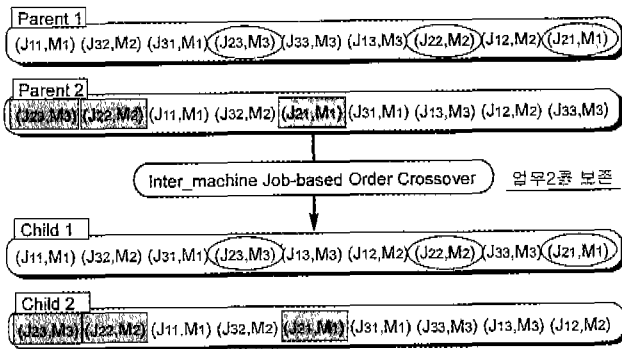 Parent 1
(J11,M1) (J32,M2) (J31,M1) (J23,M3) (J33,M3) (J13,M3) (J22,M2) (J12,M2) (J21,M1)
Parent 2
(J23,M3) (J22,M2) (J11,M1) (J32,M2) (J21,M1) (J31,M1) (J13,M3) (J12,M2) (J33,M3)
Inter_machine Job-based Order Crossover 업무2를 보존
Child 1
(J11,M1) (J32,M2) (J31,M1) (J23,M3) (J13,M3) (J12,M2) (J22,M2) (J33,M3) (J21,M1)
Child 2
(J23,M3) (J22,M2) (J11,M1) (J32,M2) (J21,M1) (J31,M1) (J33,M3) (J13,M3) (J12,M2)